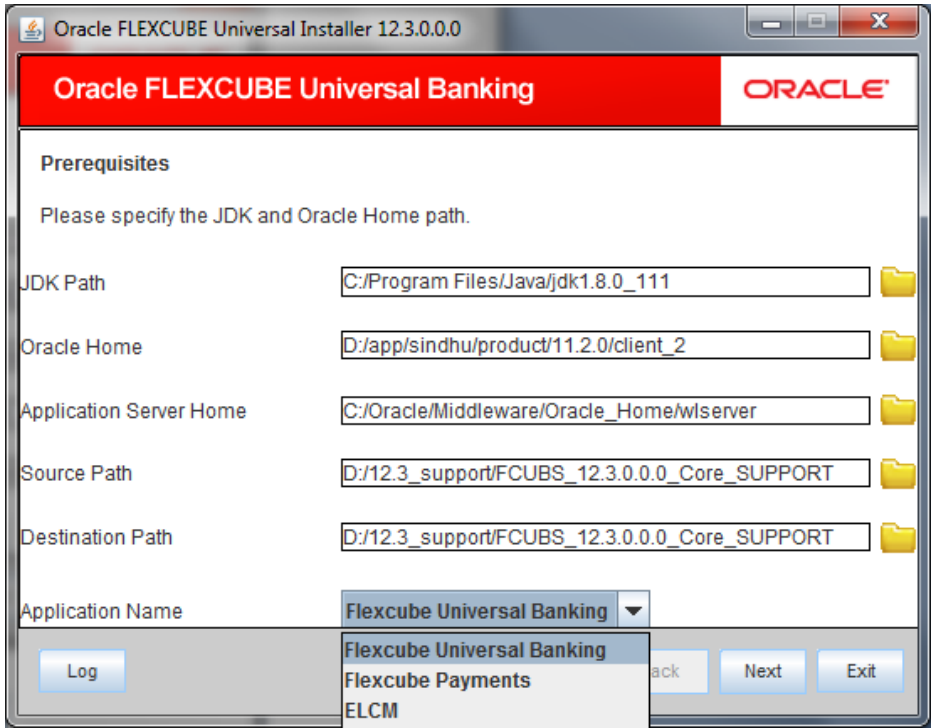 Oracle FLEXCUBE Universal Installer 12.3.0.0.0
Oracle FLEXCUBE Universal Banking
ORACLE
Prerequisites
Please specify the JDK and Oracle Home path.
JDK Path C:/Program Files/Java/jdk1.8.0_111
Oracle Home D:/app/sindhu/product/11.2.0/client_2
Application Server Home C:/Oracle/Middleware/Oracle_Home/wlserver
Source Path D:/12.3_support/FCUBS_12.3.0.0.0_Core_SUPPORT
Destination Path D:/12.3_support/FCUBS_12.3.0.0.0_Core_SUPPORT
Application Name Flexcube Universal Banking
Flexcube Universal Banking
Flexcube Payments
ELCM
Log ack Next Exit